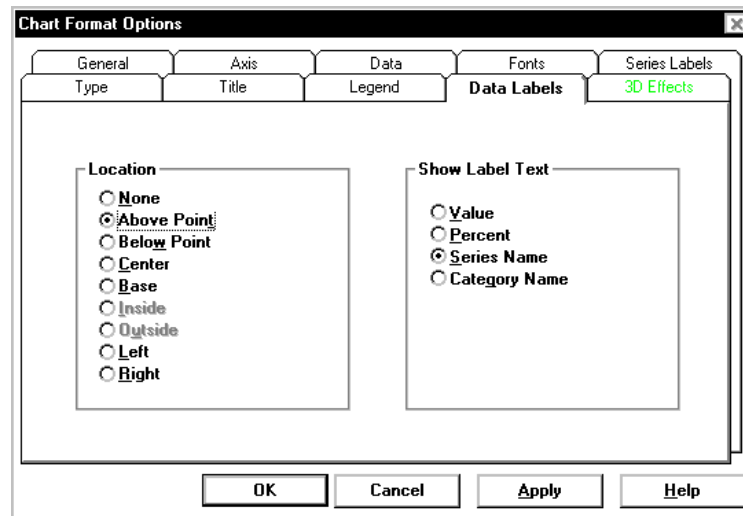 Chart Format Options
General Axis Data Fonts Series Labels
Type Title Legend Data Labels 3D Effects
Location
None
Above Point
Below Point
Center
Base
Inside
Outside
Left
Right
Show Label Text
Value
Percent
Series Name
Category Name
OK Cancel Apply Help